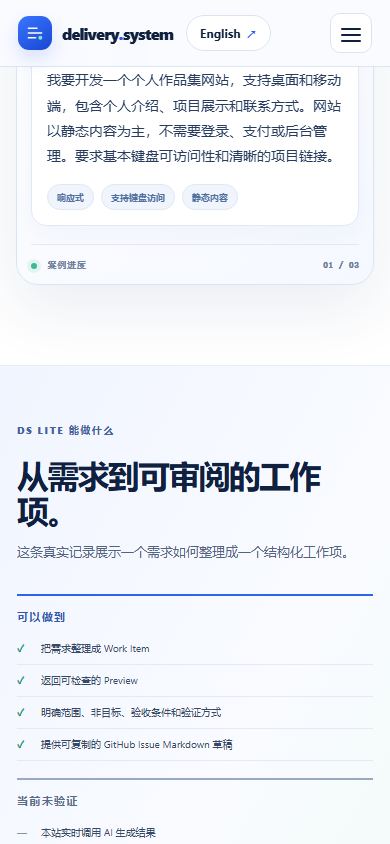 delivery.system
English ↗
我要开发一个个人作品集网站，支持桌面和移动
端，包含个人介绍、项目展示和联系方式。网站
以静态内容为主，不需要登录、支付或后台管
理。要求基本键盘可访问性和清晰的项目链接。
响应式 支持键盘访问 静态内容
案例进度 01 / 03
DS LITE 能做什么
从需求到可审阅的工作
项。
这条真实记录展示一个需求如何整理成一个结构化工作项。
可以做到
✓ 把需求整理成 Work Item
✓ 返回可检查的 Preview
✓ 明确范围、非目标、验收条件和验证方式
✓ 提供可复制的 GitHub Issue Markdown 草稿
当前未验证
— 本站实时调用 AI 生成结果